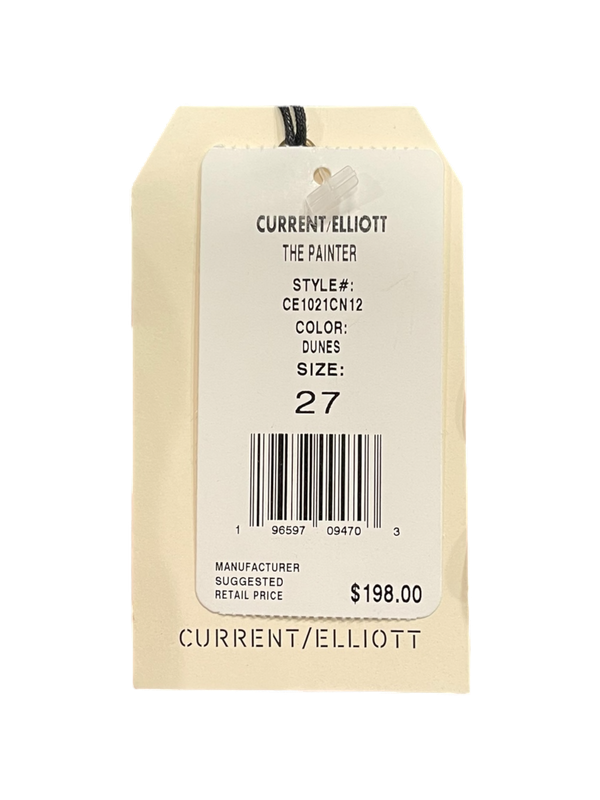 CURRENT/ELLIOTT
THE PAINTER
STYLE#:
CE1021CN12
COLOR:
DUNES
SIZE:
27
1 96597 09470 3
MANUFACTURER
SUGGESTED
RETAIL PRICE $198.00
CURRENT/ELLIOTT